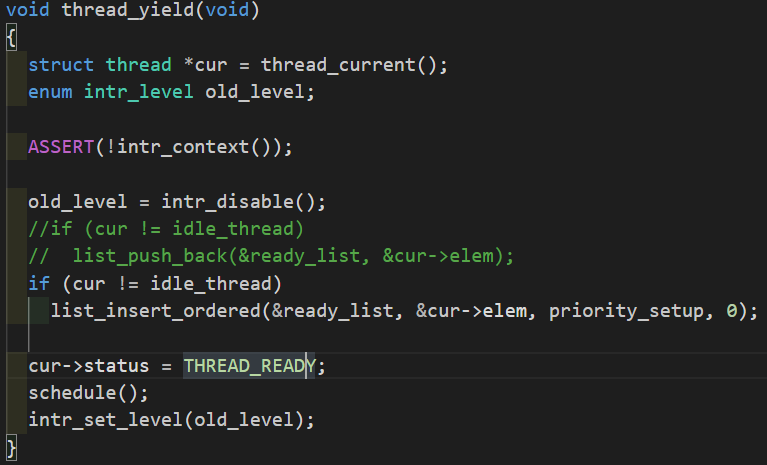 void thread_yield(void)
{
  struct thread *cur = thread_current();
  enum intr_level old_level;

  ASSERT(!intr_context());

  old_level = intr_disable();
  //if (cur != idle_thread)
  //  list_push_back(&ready_list, &cur->elem);
  if (cur != idle_thread)
    list_insert_ordered(&ready_list, &cur->elem, priority_setup, 0);

  cur->status = THREAD_READY;
  schedule();
  intr_set_level(old_level);
}